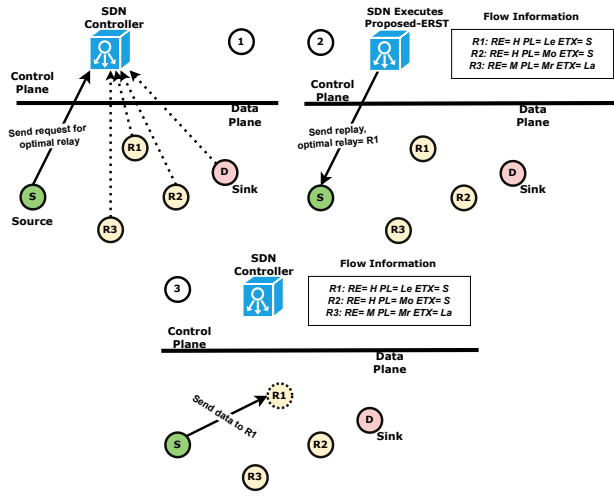 SDN
Controller
1
Control
Plane
Data
Plane
Send request for
optimal relay
R1
D
Sink
S
R2
Source
R3
2
SDN Executes
Proposed-ERST
Flow Information
R1: RE= H PL= Le ETX= S
R2: RE= H PL= Mo ETX= S
R3: RE= M PL= Mr ETX= La
Control
Plane
Data
Plane
Send replay,
optimal relay= R1
R1
D
Sink
S
R2
R3
3
SDN
Controller
Flow Information
R1: RE= H PL= Le ETX= S
R2: RE= H PL= Mo ETX= S
R3: RE= M PL= Mr ETX= La
Control
Plane
Data
Plane
Send data to R1
R1
D
Sink
S
R2
R3